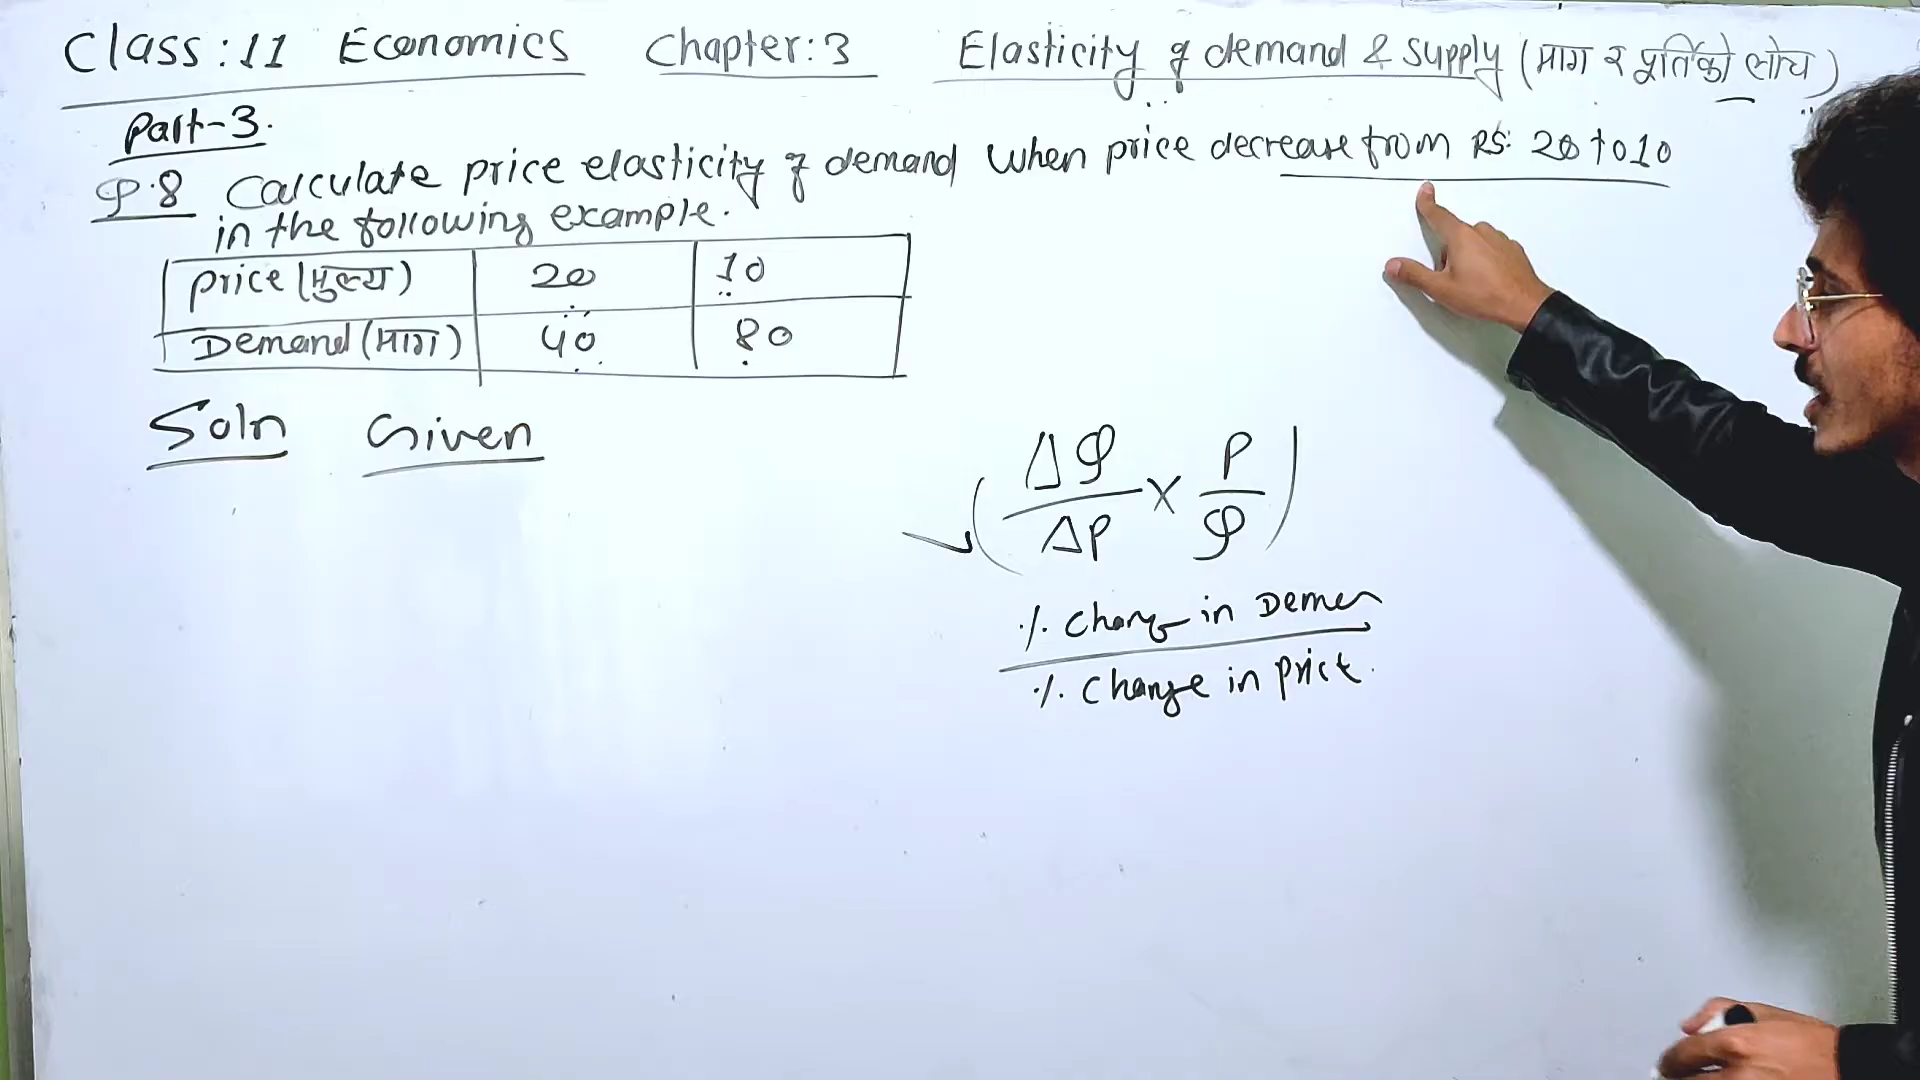 Class:11 Economics Chapter:3 Elasticity of demand & supply (माग र पूर्तिको लोच)
Part-3.
Q.8 Calculate price elasticity of demand when price decrease from RS: 20 to 10
in the following example.
price (मुल्य) 20 10
Demand (माग) 40 80
Soln Given
(ΔQ/ΔP × P/Q)
% Change in
% Change in price.